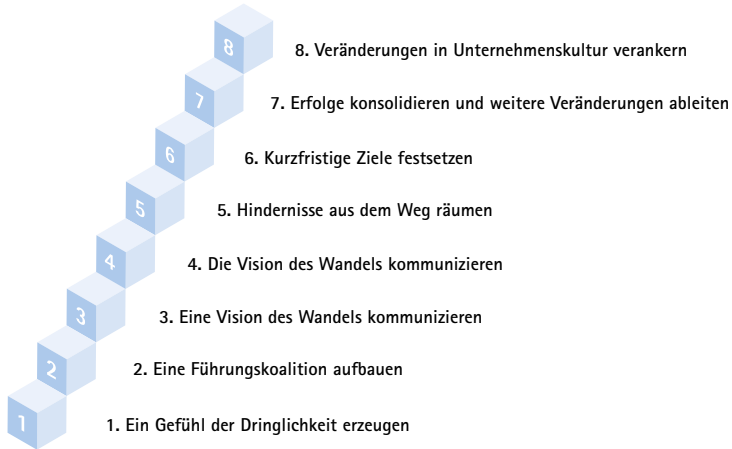 8
8. Veränderungen in Unternehmenskultur verankern
7
7. Erfolge konsolidieren und weitere Veränderungen ableiten
6
6. Kurzfristige Ziele festsetzen
5
5. Hindernisse aus dem Weg räumen
4
4. Die Vision des Wandels kommunizieren
3
3. Eine Vision des Wandels kommunizieren
2
2. Eine Führungskoalition aufbauen
1
1. Ein Gefühl der Dringlichkeit erzeugen